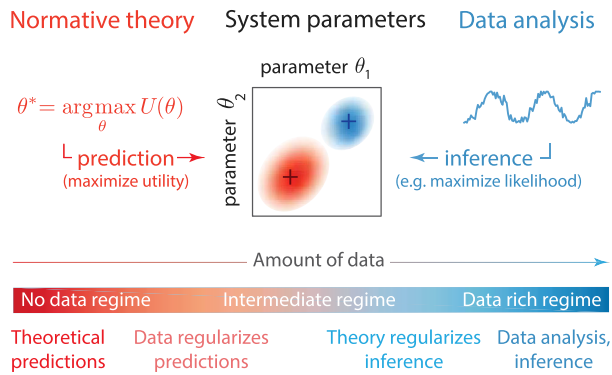 Normative theory
System parameters
Data analysis
parameter θ₁
parameter θ₂
θ* = arg max U(θ)
θ
prediction
(maximize utility)
inference
(e.g. maximize likelihood)
Amount of data
No data regime
Intermediate regime
Data rich regime
Theoretical
predictions
Data regularizes
predictions
Theory regularizes
inference
Data analysis,
inference